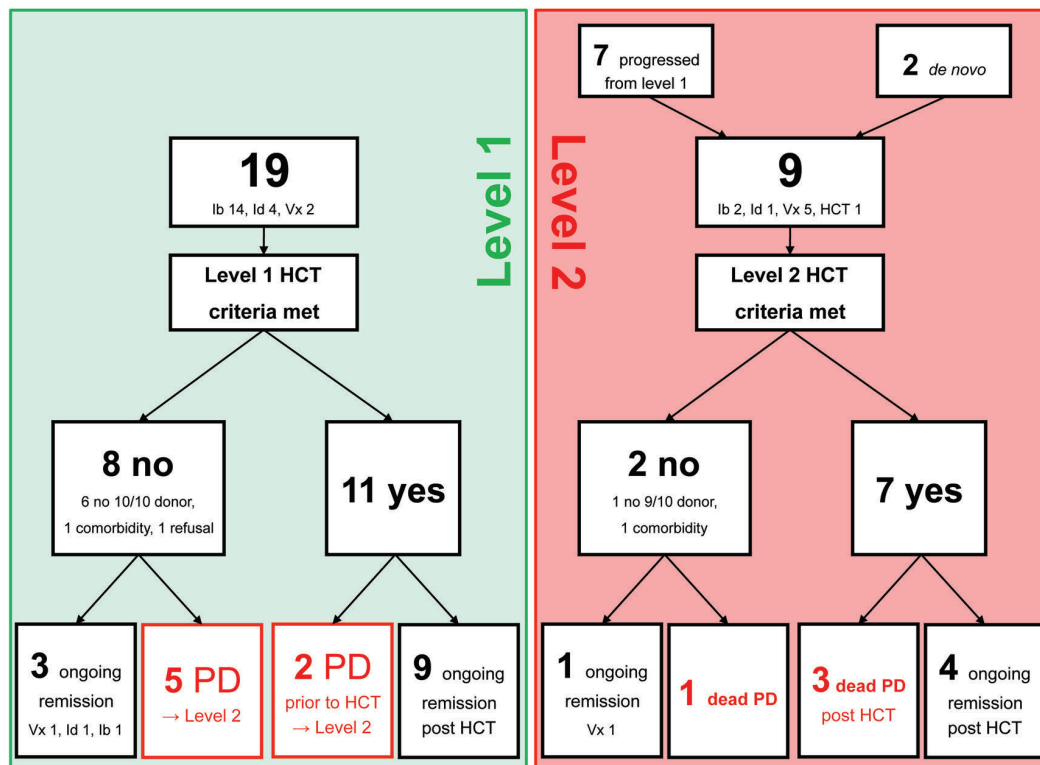 Level 1
19
Ib 14, Id 4, Vx 2
Level 1 HCT
criteria met
8 no
6 no 10/10 donor,
1 comorbidity, 1 refusal
11 yes
3 ongoing
remission
Vx 1, Id 1, Ib 1
5 PD
→ Level 2
2 PD
prior to HCT
→ Level 2
9 ongoing
remission
post HCT
Level 2
7 progressed
from level 1
2 de novo
9
Ib 2, Id 1, Vx 5, HCT 1
Level 2 HCT
criteria met
2 no
1 no 9/10 donor,
1 comorbidity
7 yes
1 ongoing
remission
Vx 1
1 dead PD
3 dead PD
post HCT
4 ongoing
remission
post HCT